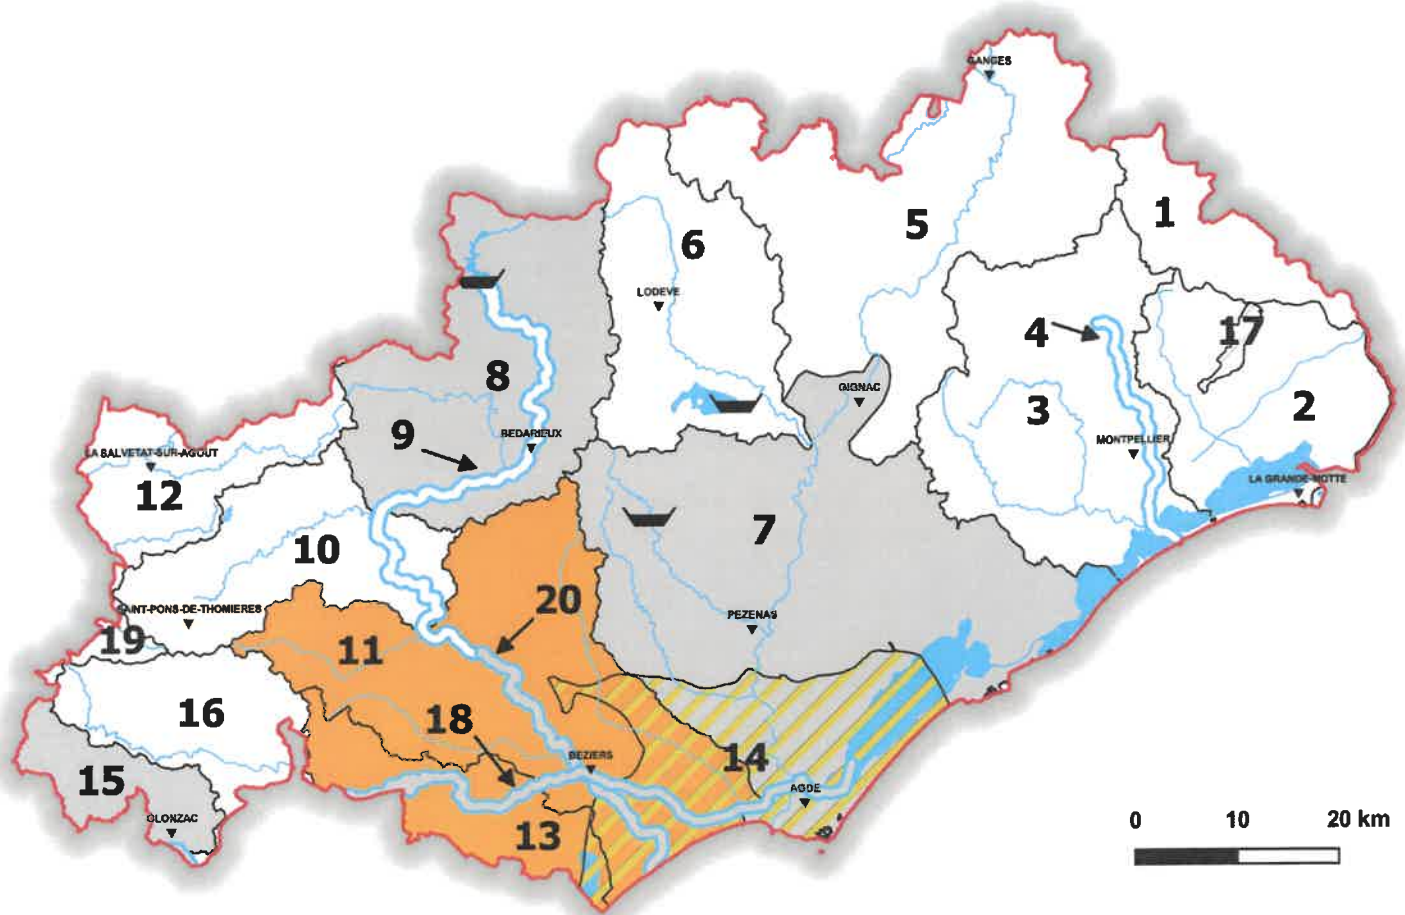 GANGES
1
5
6
LODEVE
4
17
8
GIGNAC
2
3
9
BEDARIEUX
MONTPELLIER
LA SALVETAT-SUR-AGOUT
LA GRANDE-MOTTE
12
7
10
20
SAINT-PONS-DE-THOMIERES
PEZENAS
19
11
16
18
14
BEZIERS
15
AGDE
OLONZAC
13
0 10 20 km